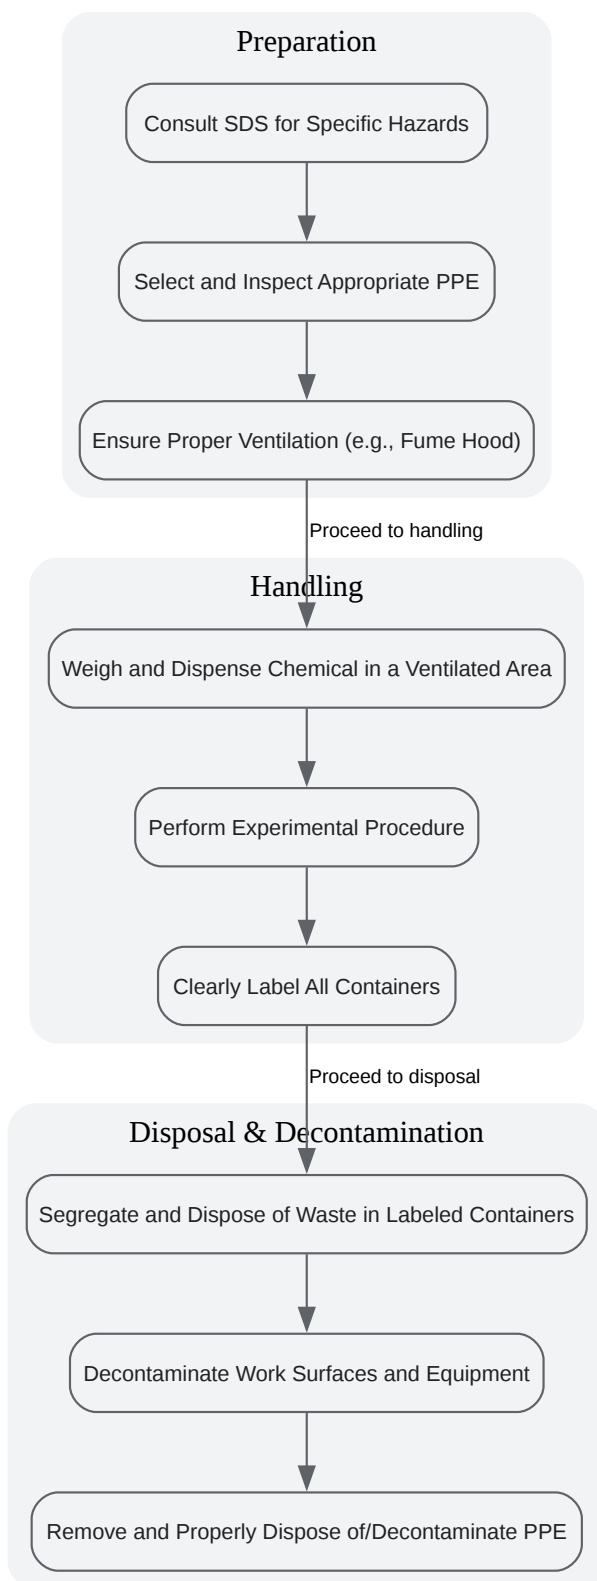 Preparation
Consult SDS for Specific Hazards
Select and Inspect Appropriate PPE
Ensure Proper Ventilation (e.g., Fume Hood)
Proceed to handling
Handling
Weigh and Dispense Chemical in a Ventilated Area
Perform Experimental Procedure
Clearly Label All Containers
Proceed to disposal
Disposal & Decontamination
Segregate and Dispose of Waste in Labeled Containers
Decontaminate Work Surfaces and Equipment
Remove and Properly Dispose of/Decontaminate PPE